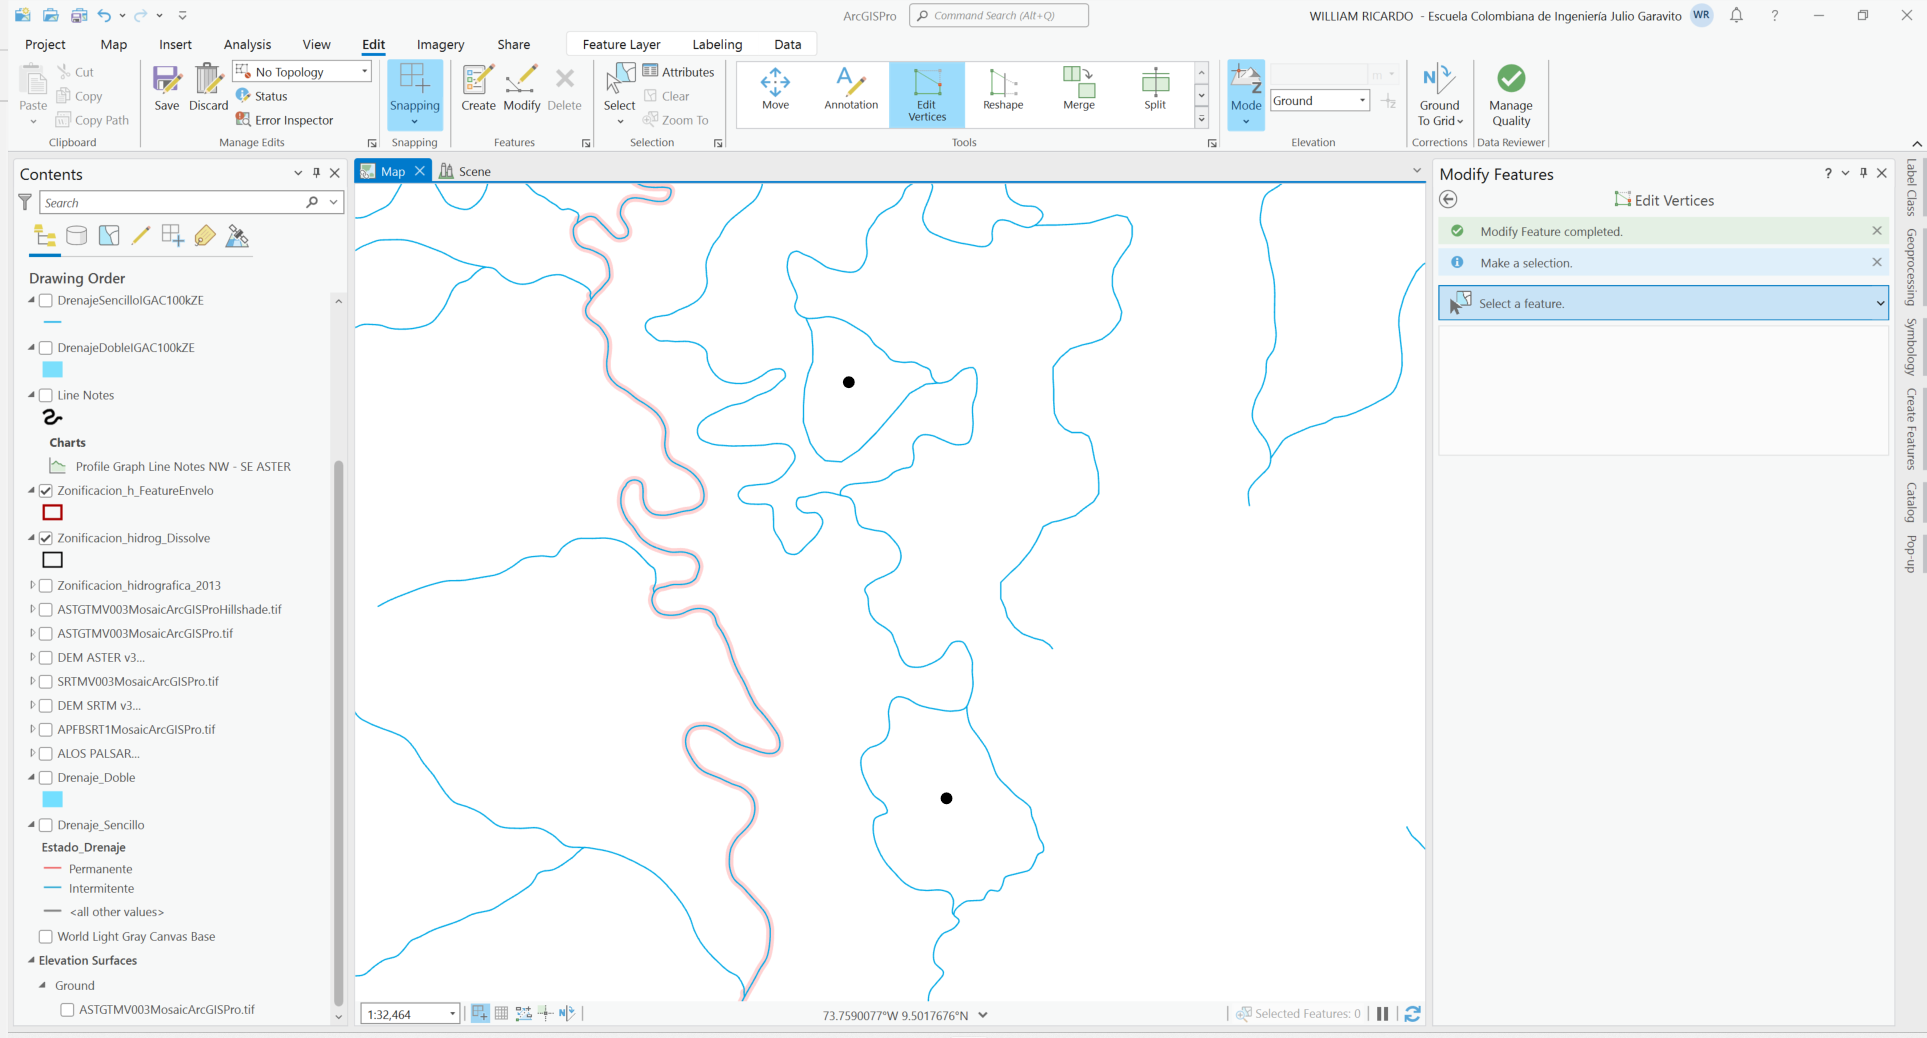 ArcGISPro
Command Search (Alt+Q)
WILLIAM RICARDO - Escuela Colombiana de Ingeniería Julio Garavito
WR
?
Project Map Insert Analysis View Edit Imagery Share Feature Layer Labeling Data
Paste
Cut
Copy
Copy Path
Clipboard
Save
Discard
No Topology
Status
Error Inspector
Manage Edits
Snapping
Snapping
Create
Modify
Delete
Features
Select
Attributes
Clear
Zoom To
Selection
Move
Annotation
Edit
Vertices
Reshape
Merge
Split
Tools
Mode
m
Ground
Elevation
Ground
To Grid
Corrections
Manage
Quality
Data Reviewer
Contents
Search
Drawing Order
DrenajeSencilloIGAC100kZE
DrenajeDobleIGAC100kZE
Line Notes
Charts
Profile Graph Line Notes NW - SE ASTER
Zonificacion_h_FeatureEnvelo
Zonificacion_hidrog_Dissolve
Zonificacion_hidrografica_2013
ASTGTMV003MosaicArcGISProHillshade.tif
ASTGTMV003MosaicArcGISPro.tif
DEM ASTER v3...
SRTMV003MosaicArcGISPro.tif
DEM SRTM v3...
APFBSRT1MosaicArcGISPro.tif
ALOS PALSAR...
Drenaje_Doble
Drenaje_Sencillo
Estado_Drenaje
Permanente
Intermitente
<all other values>
World Light Gray Canvas Base
Elevation Surfaces
Ground
ASTGTMV003MosaicArcGISPro.tif
Map
Scene
1:32,464
73.7590077°W 9.5017676°N
Selected Features: 0
Modify Features
?
Edit Vertices
Modify Feature completed.
Make a selection.
Select a feature.
Label Class
Geoprocessing
Symbology
Create Features
Catalog
Pop-up